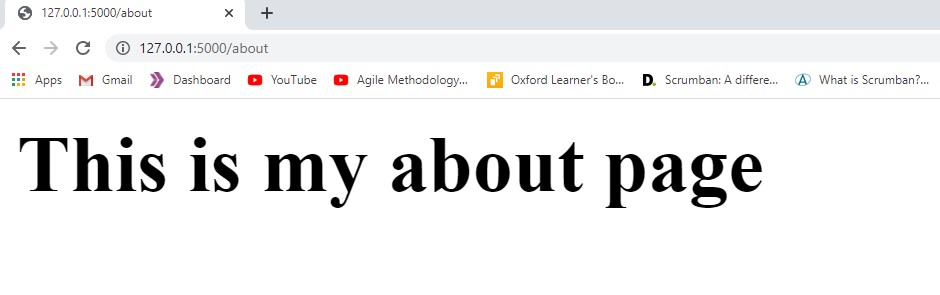 127.0.0.1:5000/about
127.0.0.1:5000/about
Apps Gmail Dashboard YouTube Agile Methodology... Oxford Learner's Bo... D. Scrumban: A differe... What is Scrumban?...
This is my about page